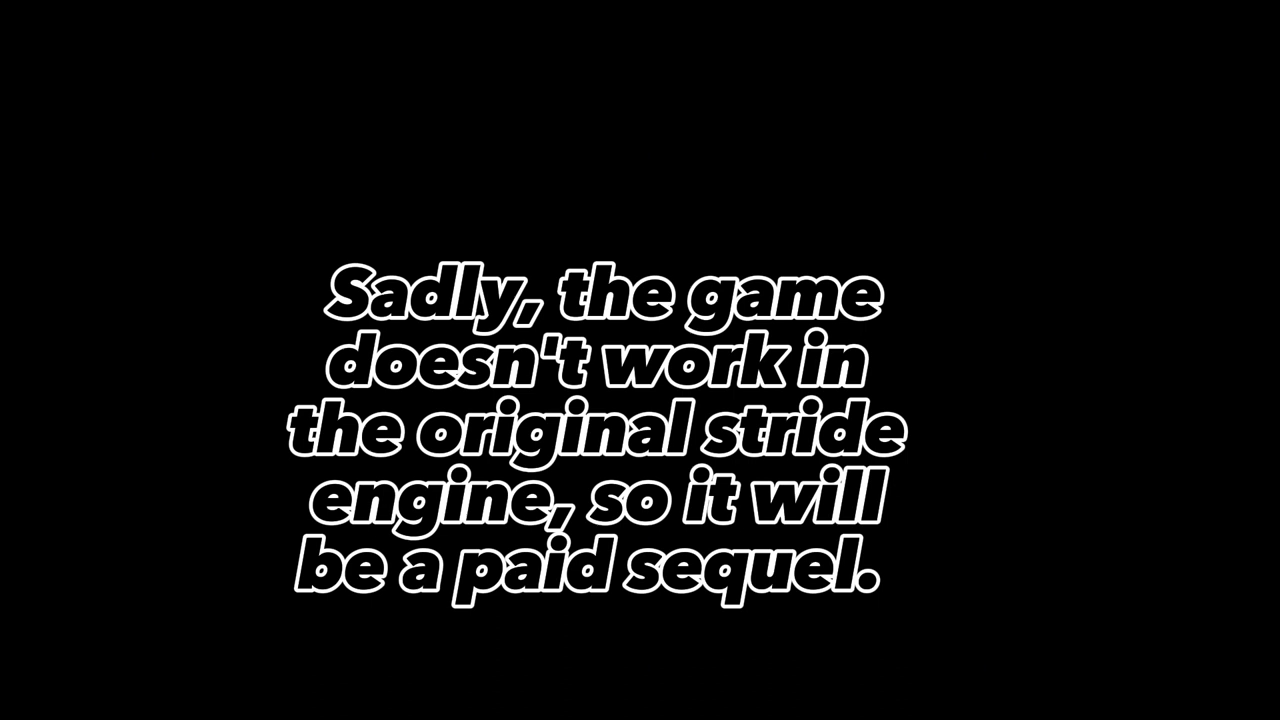 Sadly, the game
doesn't work in
the original stride
engine, so it will
be a paid sequel.